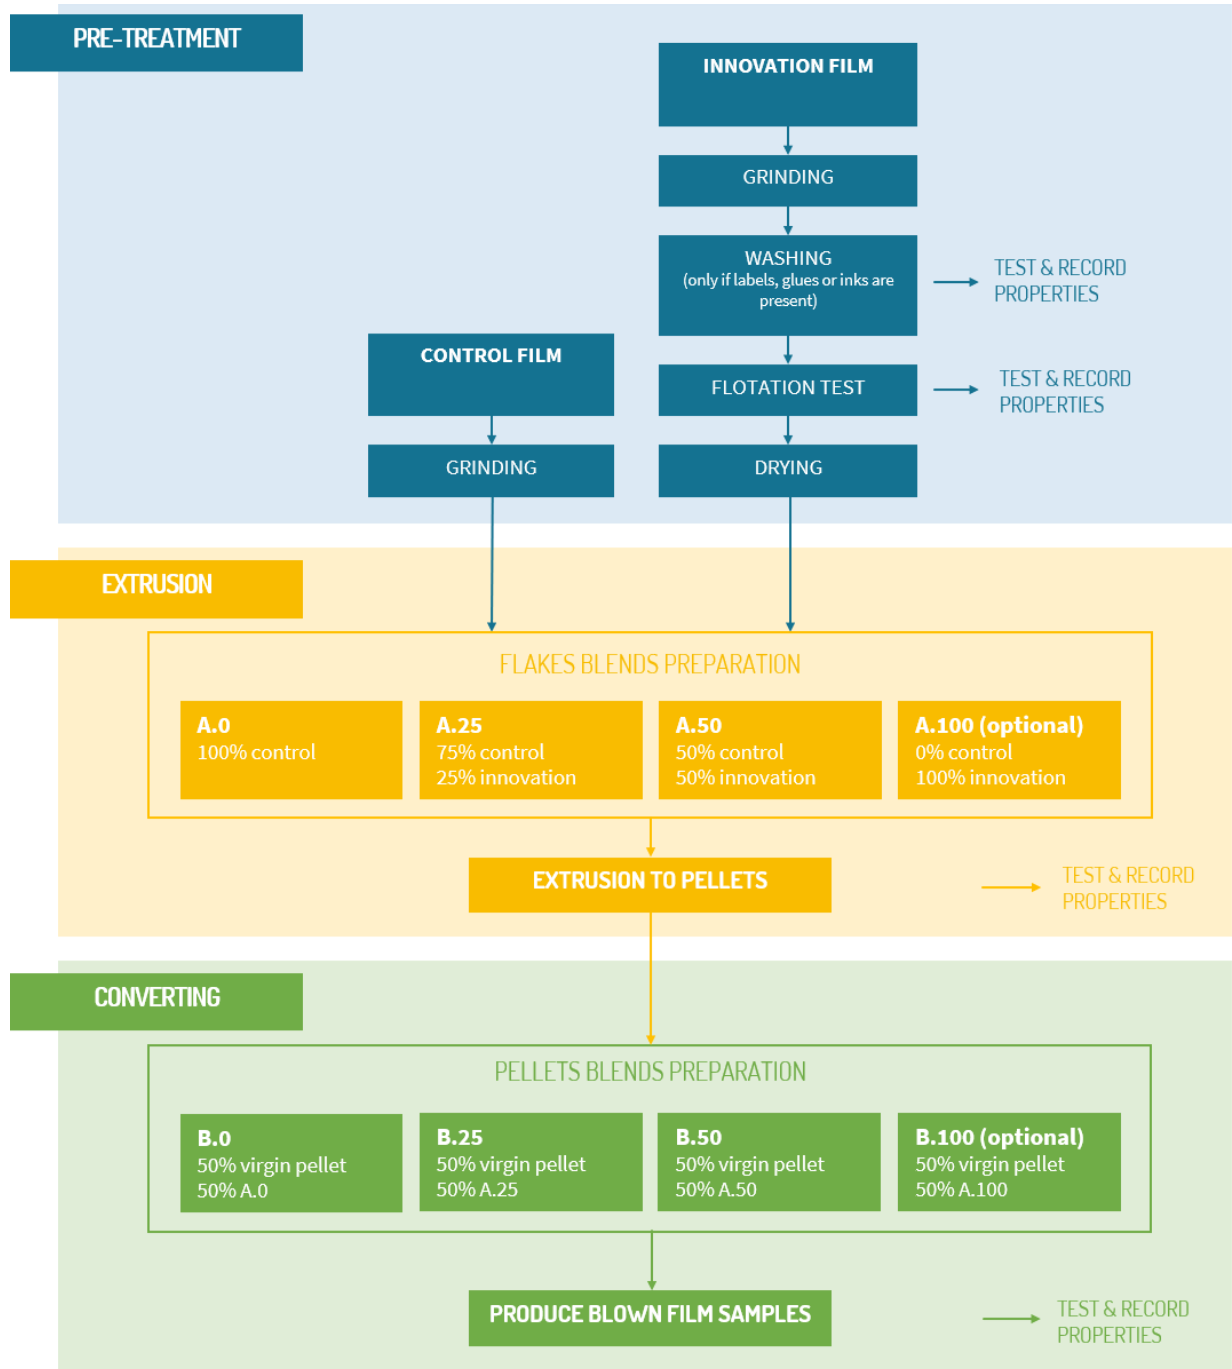 PRE-TREATMENT
INNOVATION FILM
GRINDING
WASHING
(only if labels, glues or inks are
present)
TEST & RECORD
PROPERTIES
CONTROL FILM
FLOTATION TEST
TEST & RECORD
PROPERTIES
GRINDING
DRYING
EXTRUSION
FLAKES BLENDS PREPARATION
A.0
100% control
A.25
75% control
25% innovation
A.50
50% control
50% innovation
A.100 (optional)
0% control
100% innovation
EXTRUSION TO PELLETS
TEST & RECORD
PROPERTIES
CONVERTING
PELLETS BLENDS PREPARATION
B.0
50% virgin pellet
50% A.0
B.25
50% virgin pellet
50% A.25
B.50
50% virgin pellet
50% A.50
B.100 (optional)
50% virgin pellet
50% A.100
PRODUCE BLOWN FILM SAMPLES
TEST & RECORD
PROPERTIES